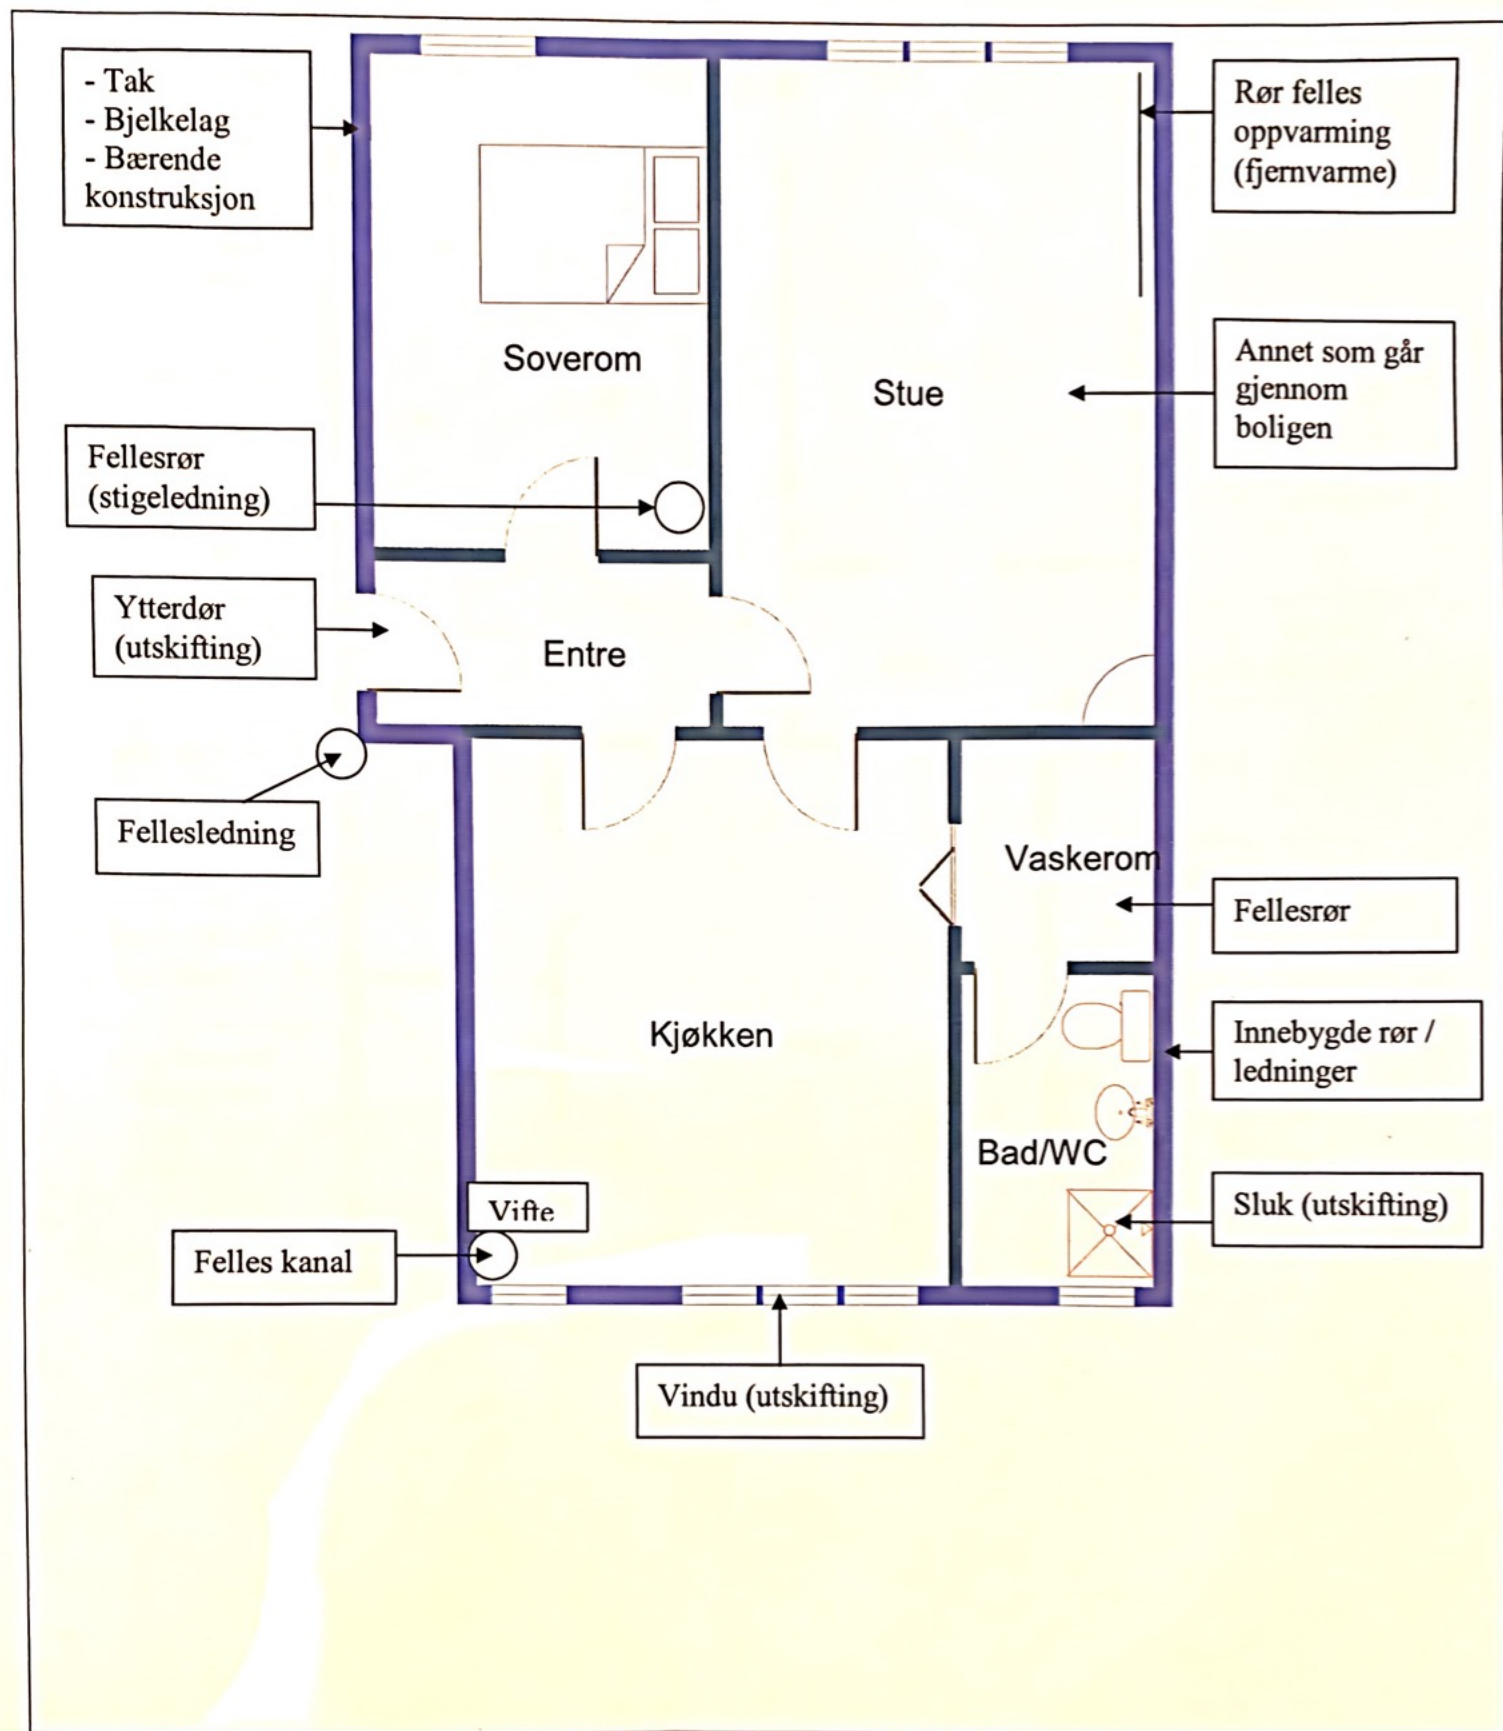 - Tak
- Bjelkelag
- Bærende
konstruksjon
Rør felles
oppvarming
(fjernvarme)
Soverom
Stue
Annet som går
gjennom
boligen
Fellesrør
(stigeledning)
Ytterdør
(utskifting)
Entre
Fellesledning
Vaskerom
Fellesrør
Kjøkken
Innebygde rør /
ledninger
Bad/WC
Vifte
Sluk (utskifting)
Felles kanal
Vindu (utskifting)